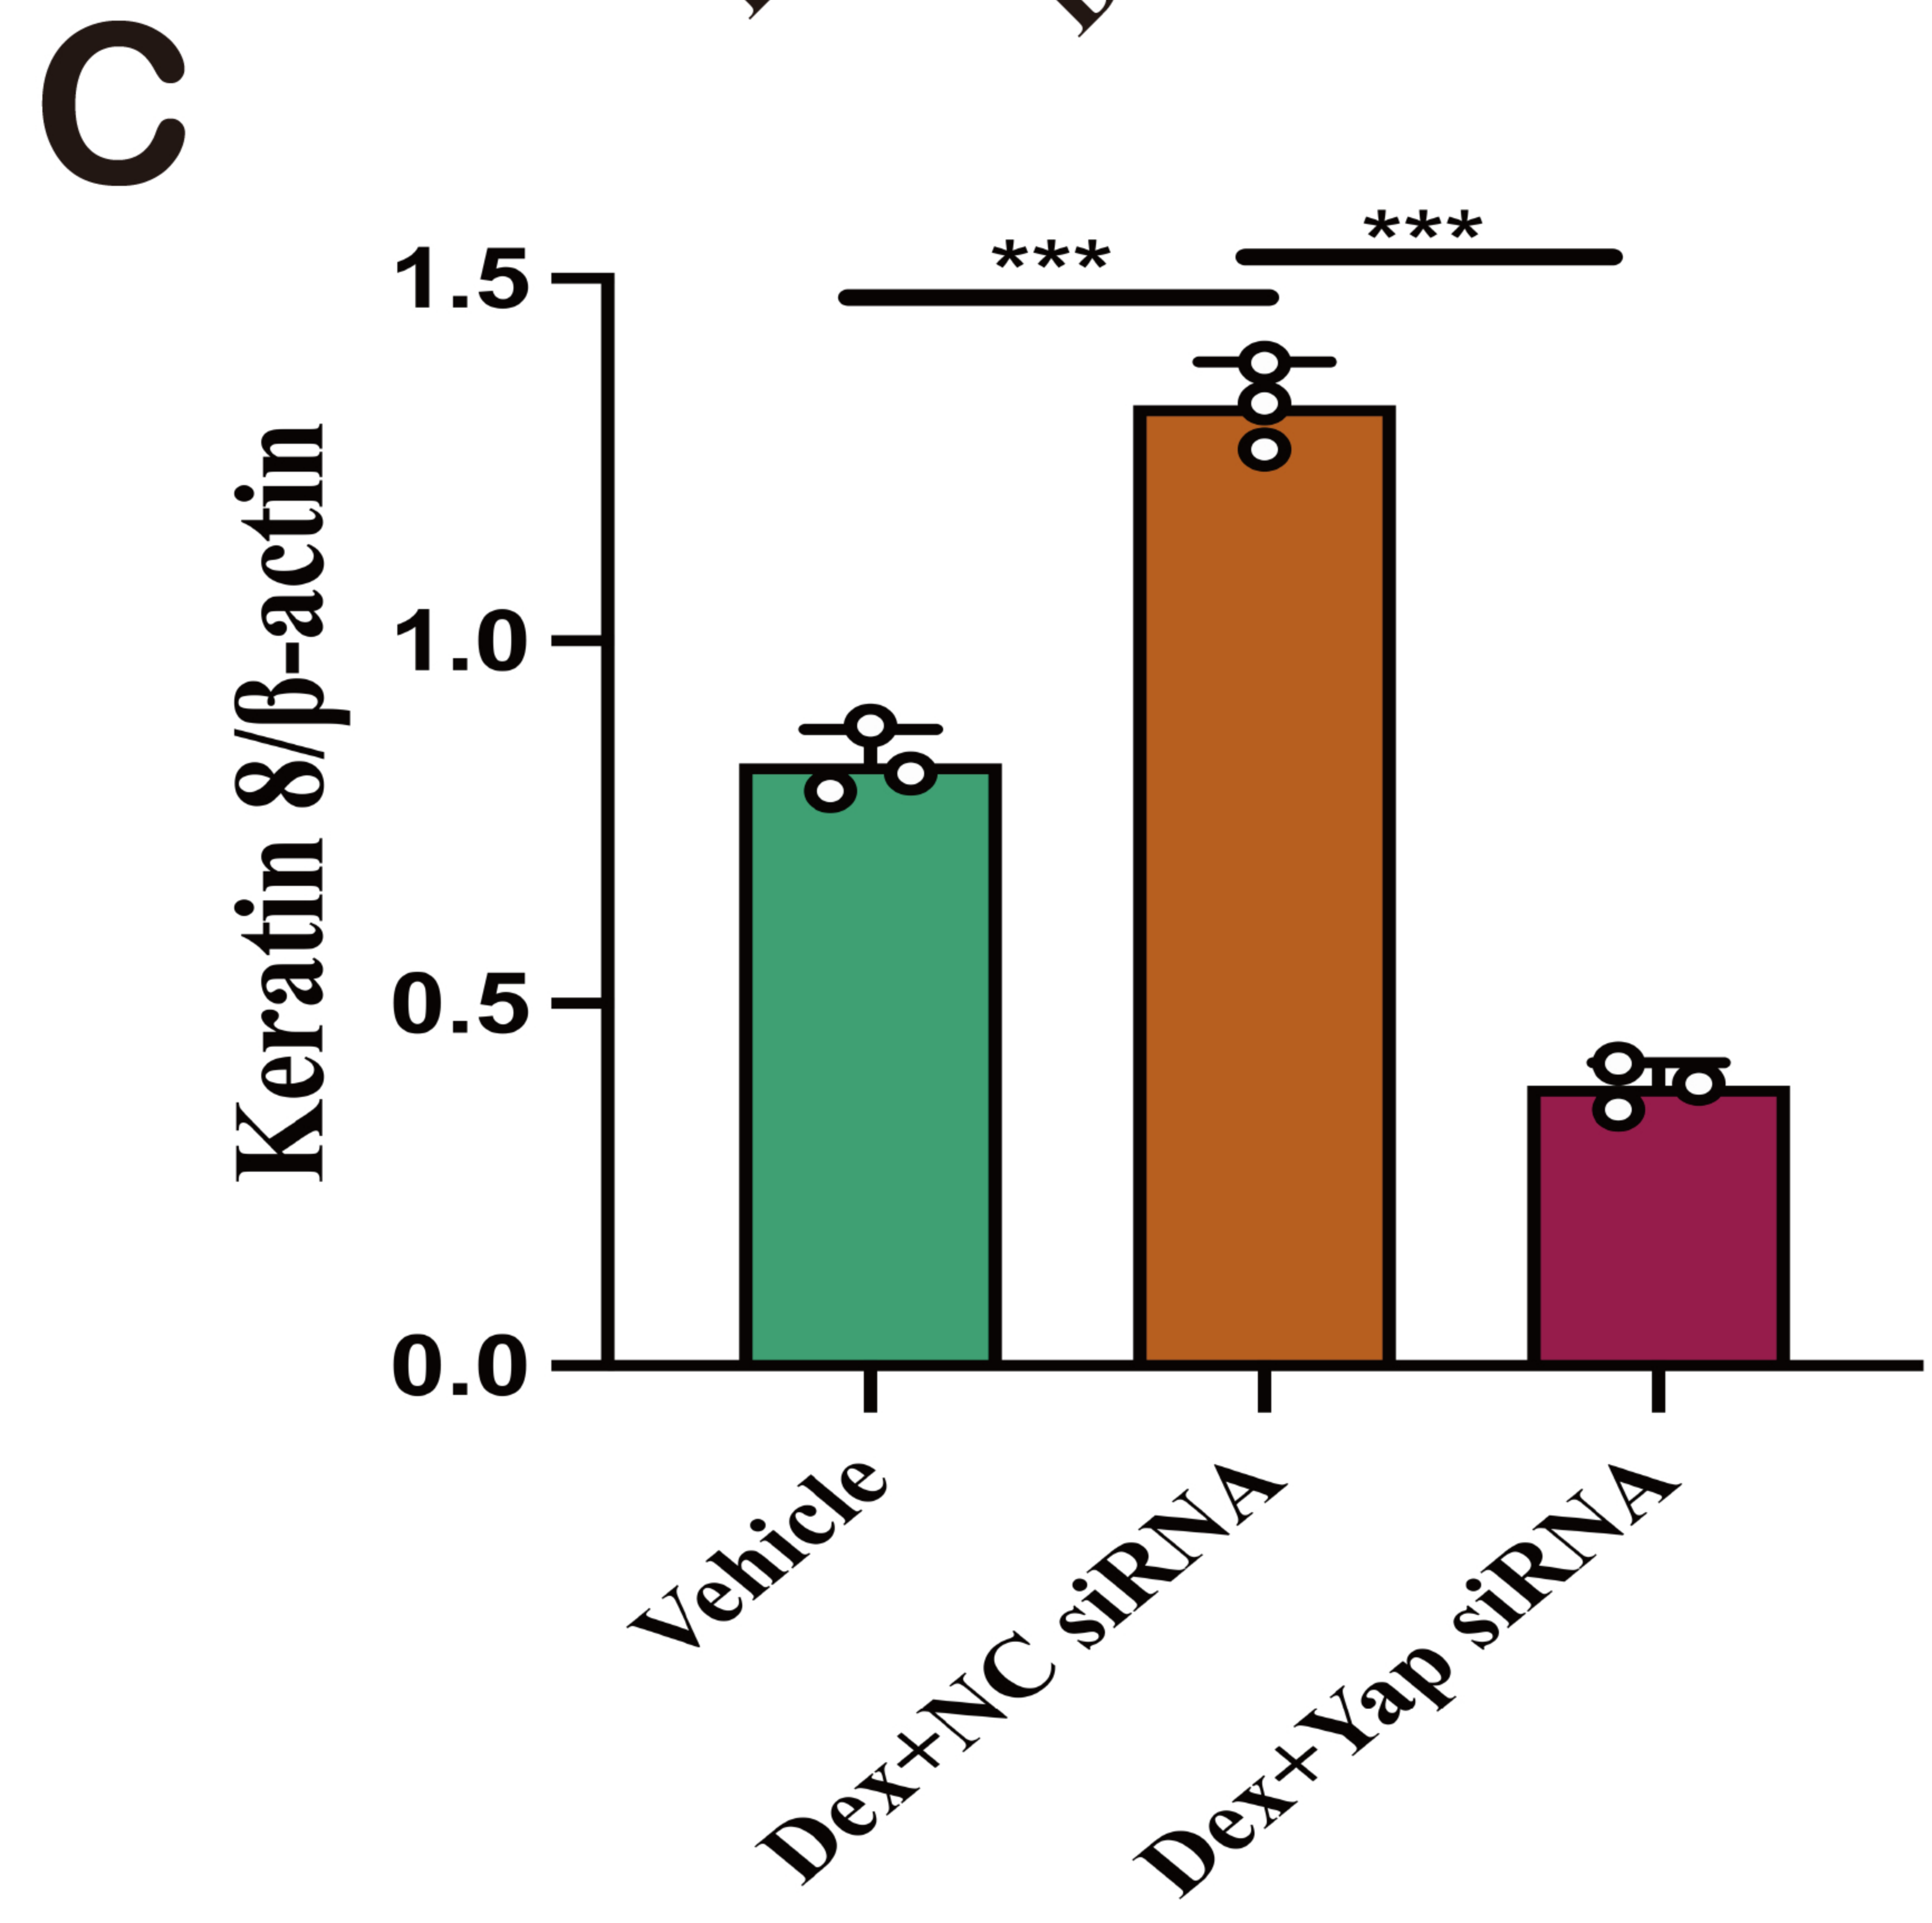 C
***
***
1.5
1.0
0.5
0.0
Keratin 8/β-actin
Vehicle
Dex+NC siRNA
Dex+Yap siRNA